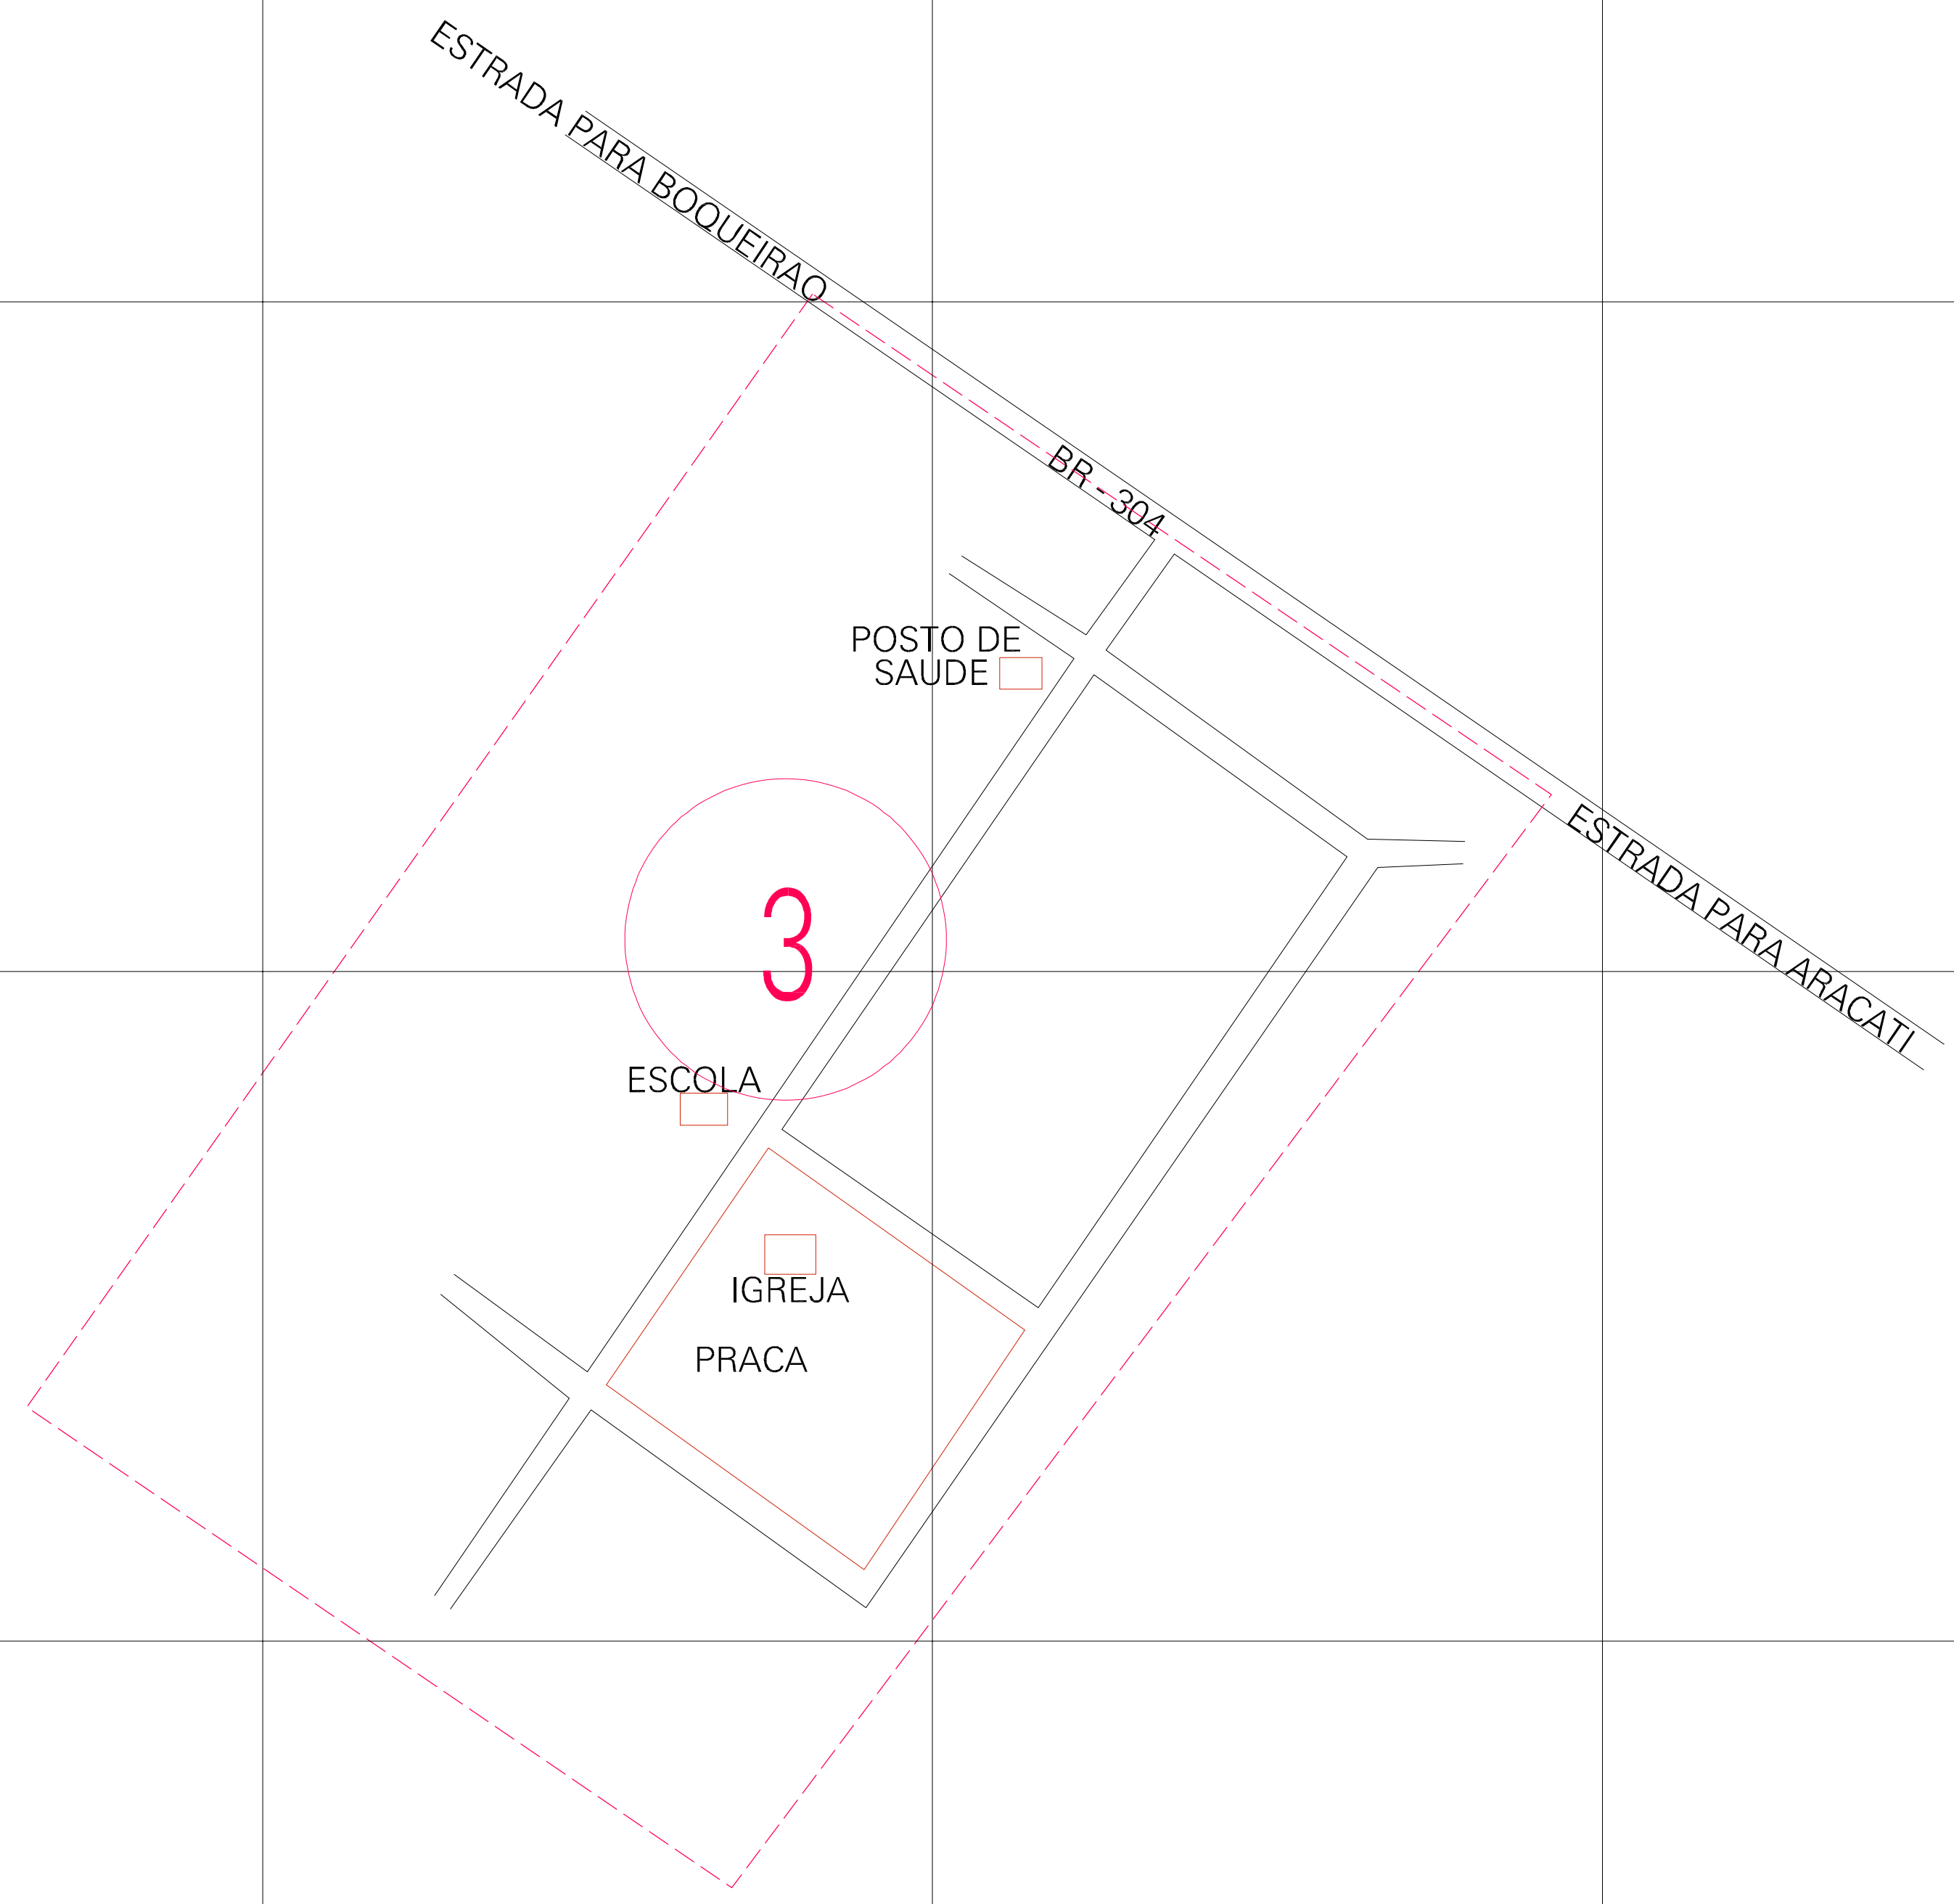 ESTRADA PARA BOQUEIRAO
BR - 304
POSTO DE
SAUDE
ESTRADA PARA ARACATI
3
ESCOLA
IGREJA
PRACA